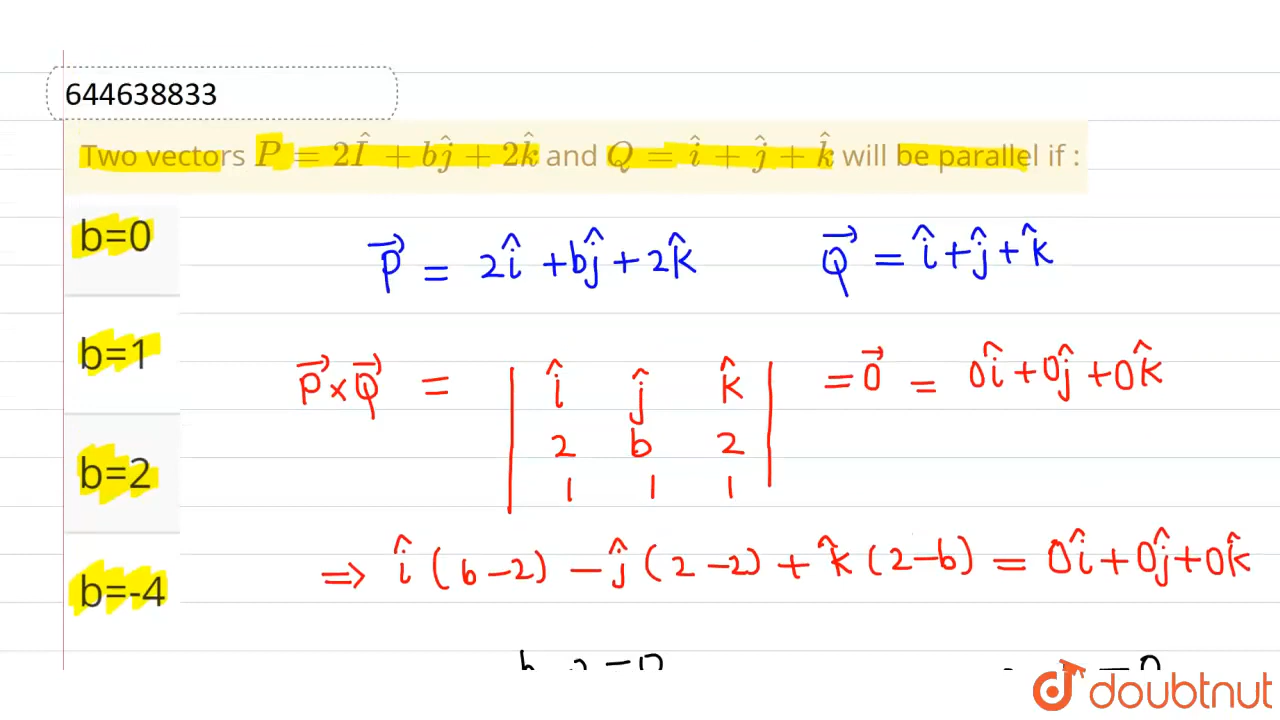 644638833
Two vectors P = 2Î + bĵ + 2k̂ and Q = î + ĵ + k̂ will be parallel if :
b=0
P⃗ = 2î + bĵ + 2k̂ Q⃗ = î + ĵ + k̂
b=1
P⃗ × Q⃗ = | î ĵ k̂ | = 0⃗ = 0î + 0ĵ + 0k̂
2 b 2
b=2
1 1 1
⇒ î (b – 2) – ĵ (2 – 2) + k̂ (2 – b) = 0î + 0ĵ + 0k̂
b=-4
doubtnut